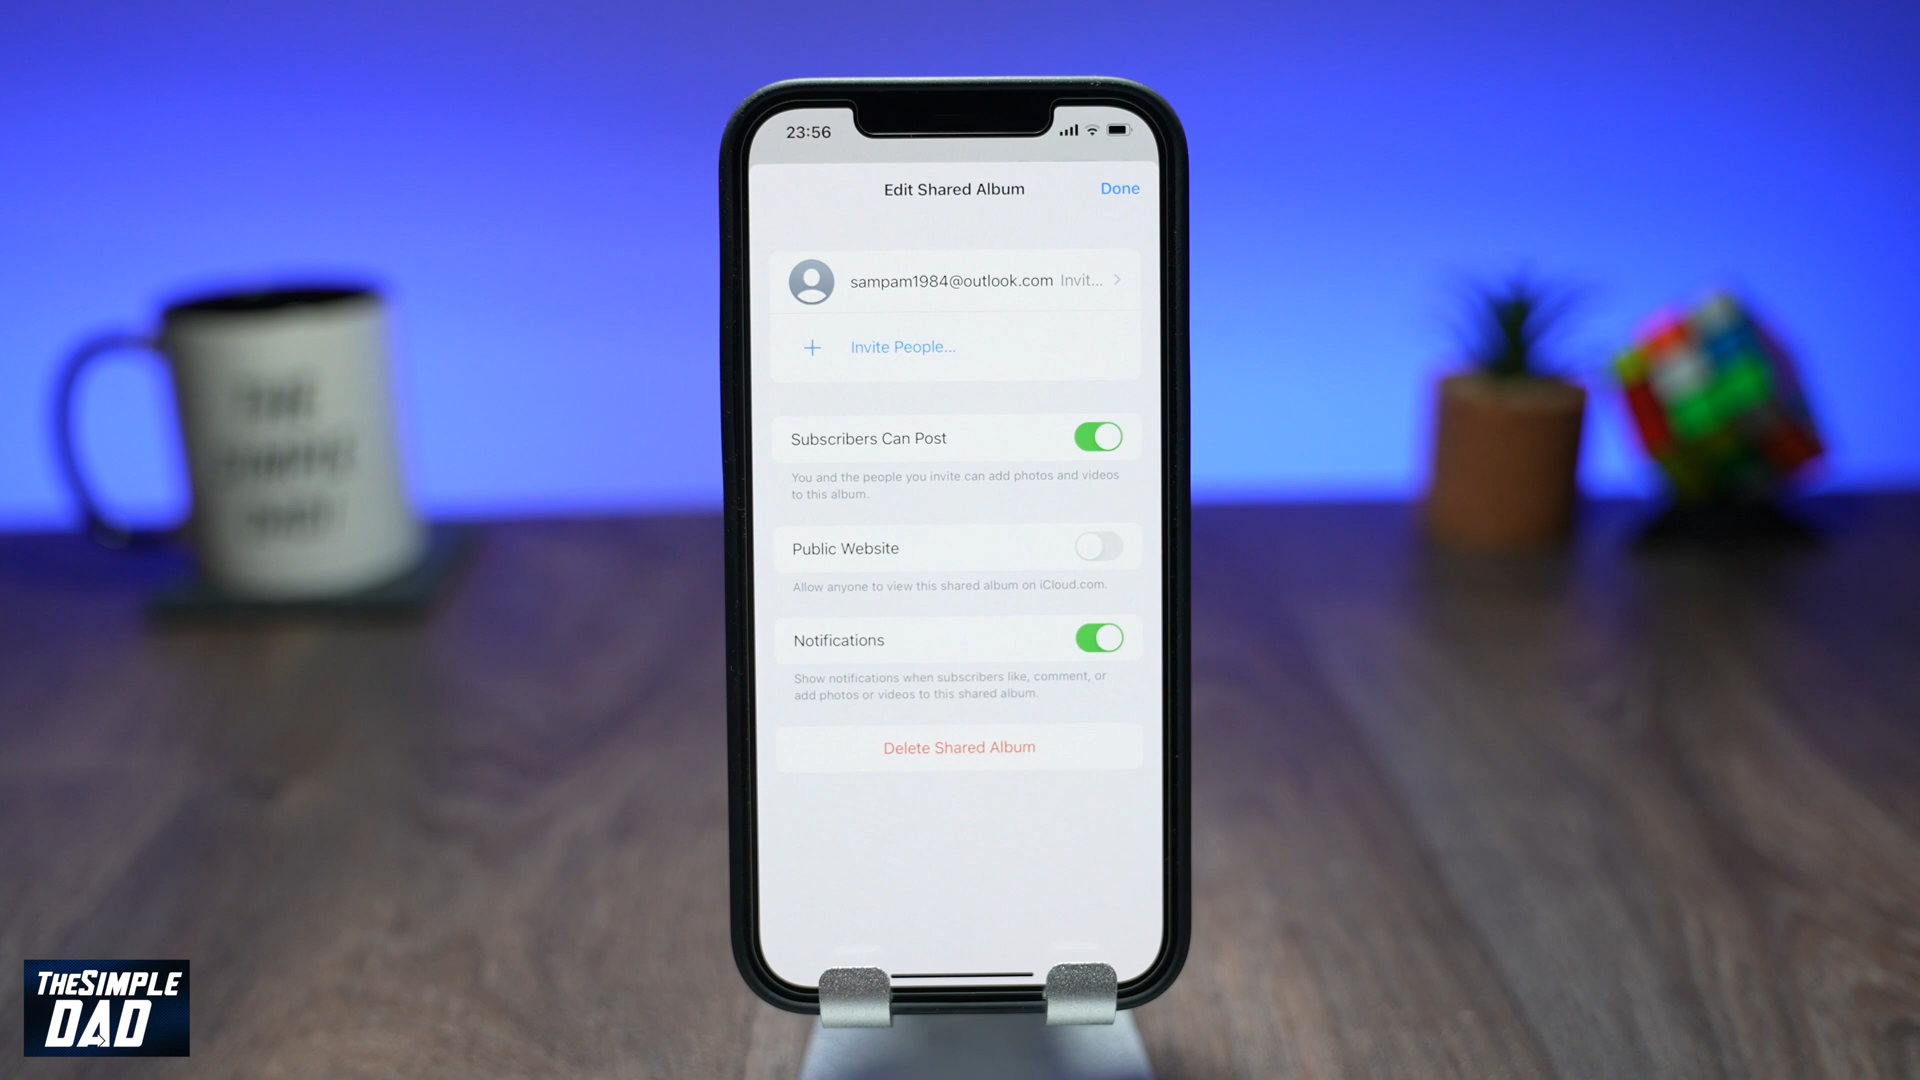 23:56
Edit Shared Album
Done
sampam1984@outlook.com Invit...
Invite People...
Subscribers Can Post
You and the people you invite can add photos and videos
to this album.
Public Website
Allow anyone to view this shared album on iCloud.com.
Notifications
Show notifications when subscribers like, comment, or
add photos or videos to this shared album.
Delete Shared Album
THE
SIMPLE
DAD
THESIMPLE
DAD